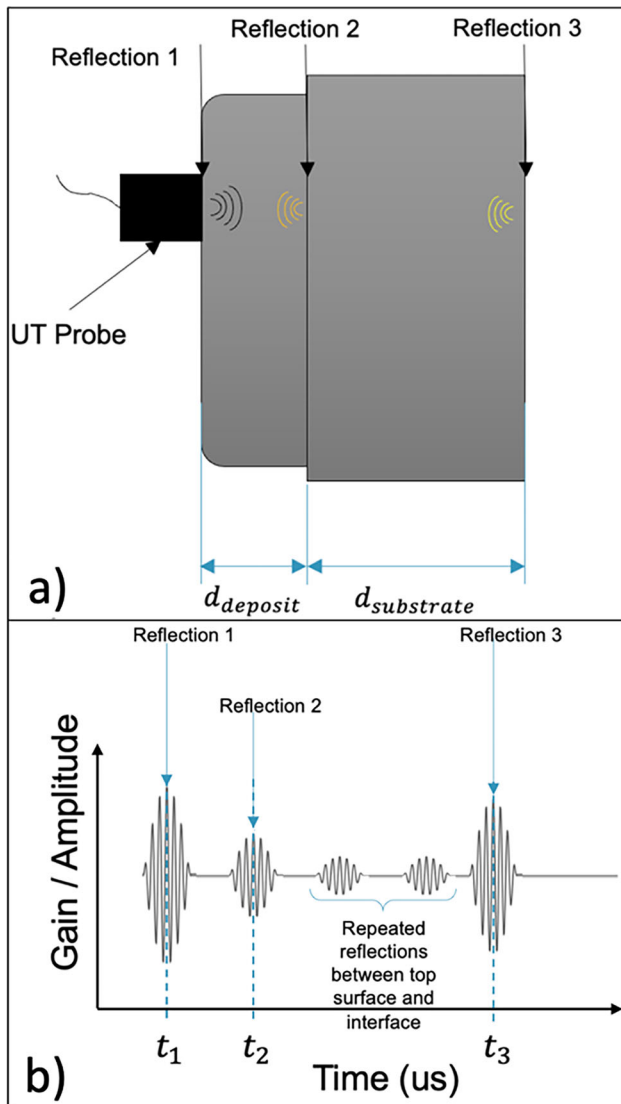 Reflection 1
Reflection 2
Reflection 3
UT Probe
a)
d_deposit
d_substrate
Reflection 1
Reflection 2
Reflection 3
Gain / Amplitude
Repeated
reflections
between top
surface and
interface
t₁
t₂
t₃
b)
Time (us)